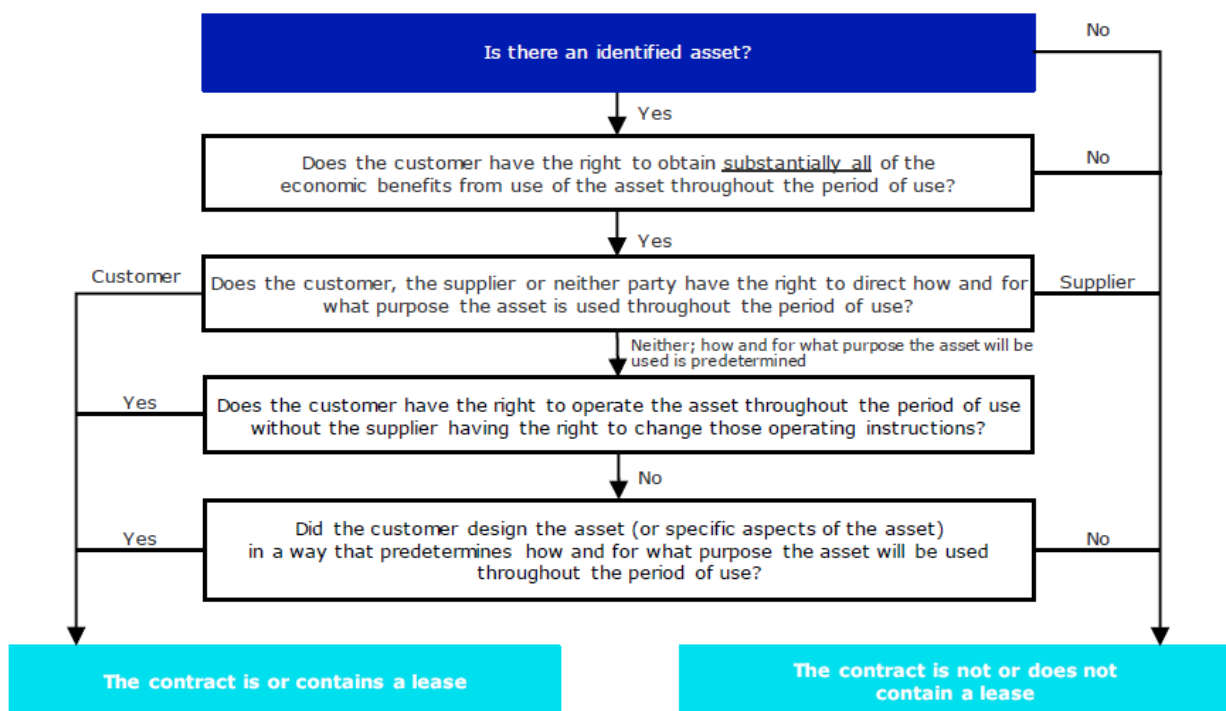 No
Is there an identified asset?
Yes
Does the customer have the right to obtain substantially all of the
economic benefits from use of the asset throughout the period of use?
No
Yes
Customer
Does the customer, the supplier or neither party have the right to direct how and for
what purpose the asset is used throughout the period of use?
Supplier
Neither; how and for what purpose the asset will be
used is predetermined
Yes
Does the customer have the right to operate the asset throughout the period of use
without the supplier having the right to change those operating instructions?
No
Yes
Did the customer design the asset (or specific aspects of the asset)
in a way that predetermines how and for what purpose the asset will be used
throughout the period of use?
No
The contract is or contains a lease
The contract is not or does not
contain a lease